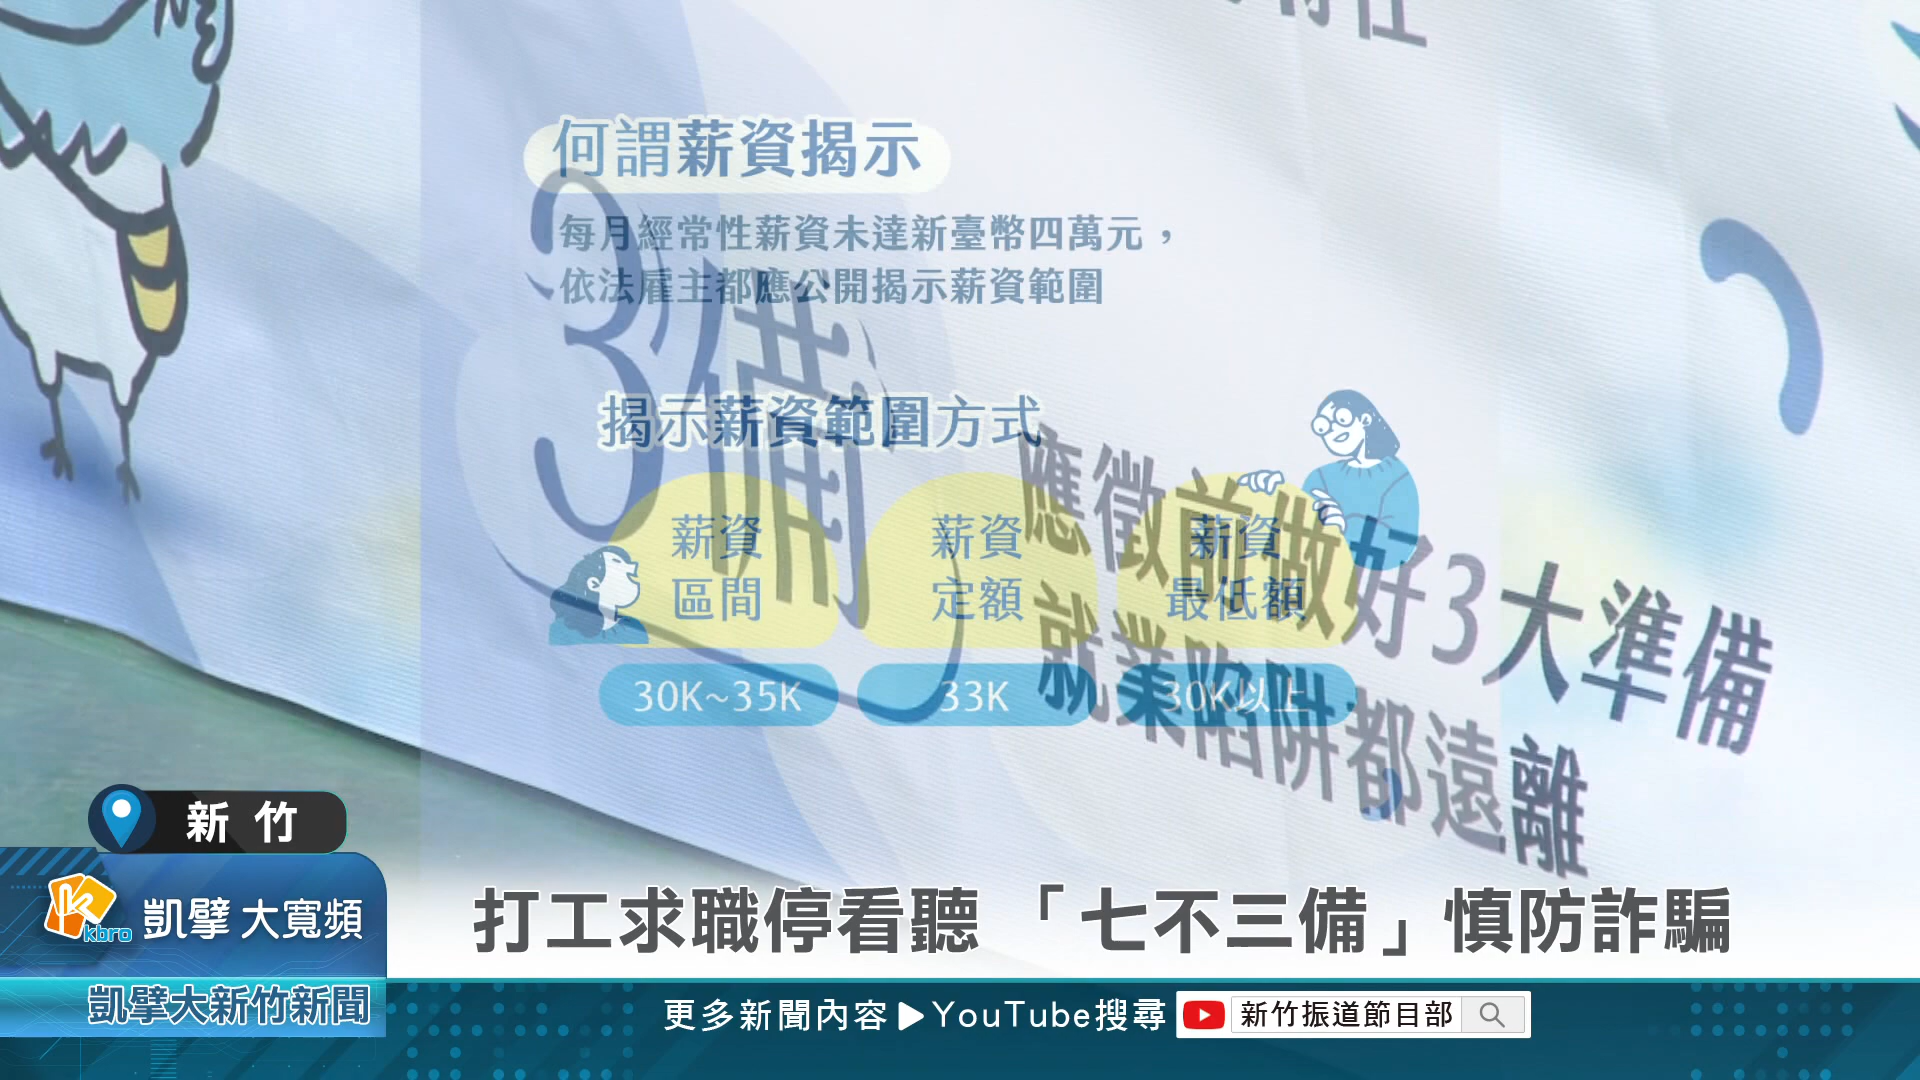 何謂薪資揭示
每月經常性薪資未達新臺幣四萬元，
依法雇主都應公開揭示薪資範圍
3備
揭示薪資範圍方式
薪資區間
薪資定額
薪資最低額
30K~35K
33K
30K以上
應徵前做好3大準備
就業陷阱都遠離
新竹
kbro 凱擘大寬頻
打工求職停看聽 「七不三備」慎防詐騙
凱擘大新竹新聞
更多新聞內容▶YouTube搜尋 新竹振道節目部